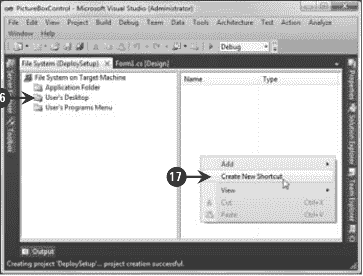 PictureBoxControl - Microsoft Visual Studio (Administrator)
File Edit View Project Build Debug Team Data Tools Architecture Test Action Analyze
Window Help
Debug
File System (DeploySetup) Form1.cs [Design]
File System on Target Machine
Application Folder
User's Desktop
User's Programs Menu
Name Type
6
17
Add
Create New Shortcut
View
Cut Ctrl+X
Paste Ctrl+V
Server Explorer
Toolbox
Properties
Solution Explorer
Team Explorer
Output
Creating project 'DeploySetup'... project creation successful.